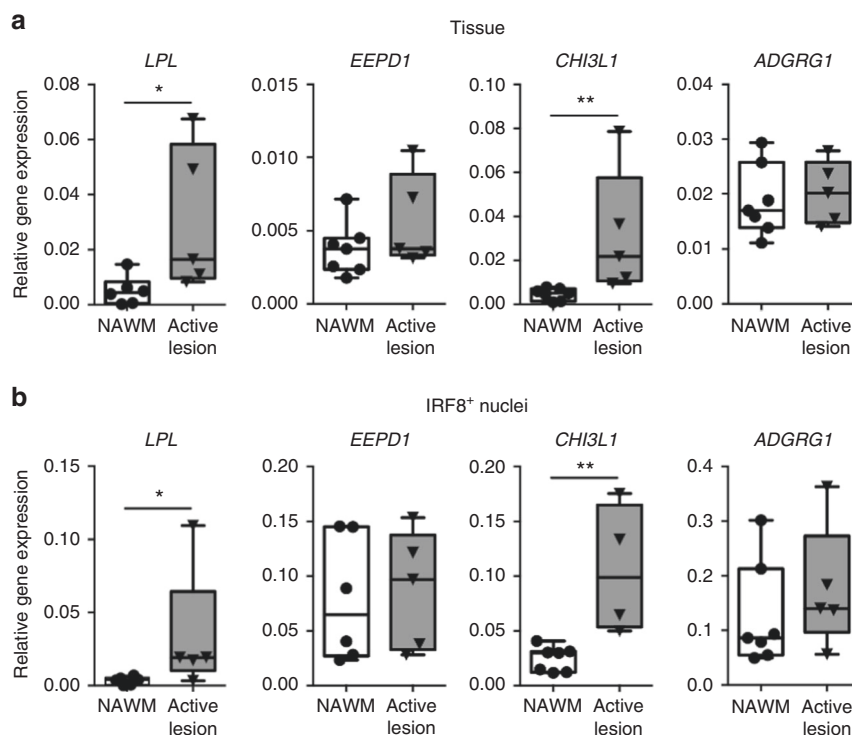 a
Tissue
LPL EEPD1 CHI3L1 ADGRG1
Relative gene expression
0.08 0.06 0.04 0.02 0.00
*
0.015 0.010 0.005 0.000
0.10 0.08 0.06 0.04 0.02 0.00
**
0.04 0.03 0.02 0.01 0.00
NAWM Active NAWM Active NAWM Active NAWM Active
lesion lesion lesion lesion
b
IRF8+ nuclei
LPL EEPD1 CHI3L1 ADGRG1
Relative gene expression
0.15 0.10 0.05 0.00
*
0.20 0.15 0.10 0.05 0.00
0.20 0.15 0.10 0.05 0.00
**
0.4 0.3 0.2 0.1 0.0
NAWM Active NAWM Active NAWM Active NAWM Active
lesion lesion lesion lesion